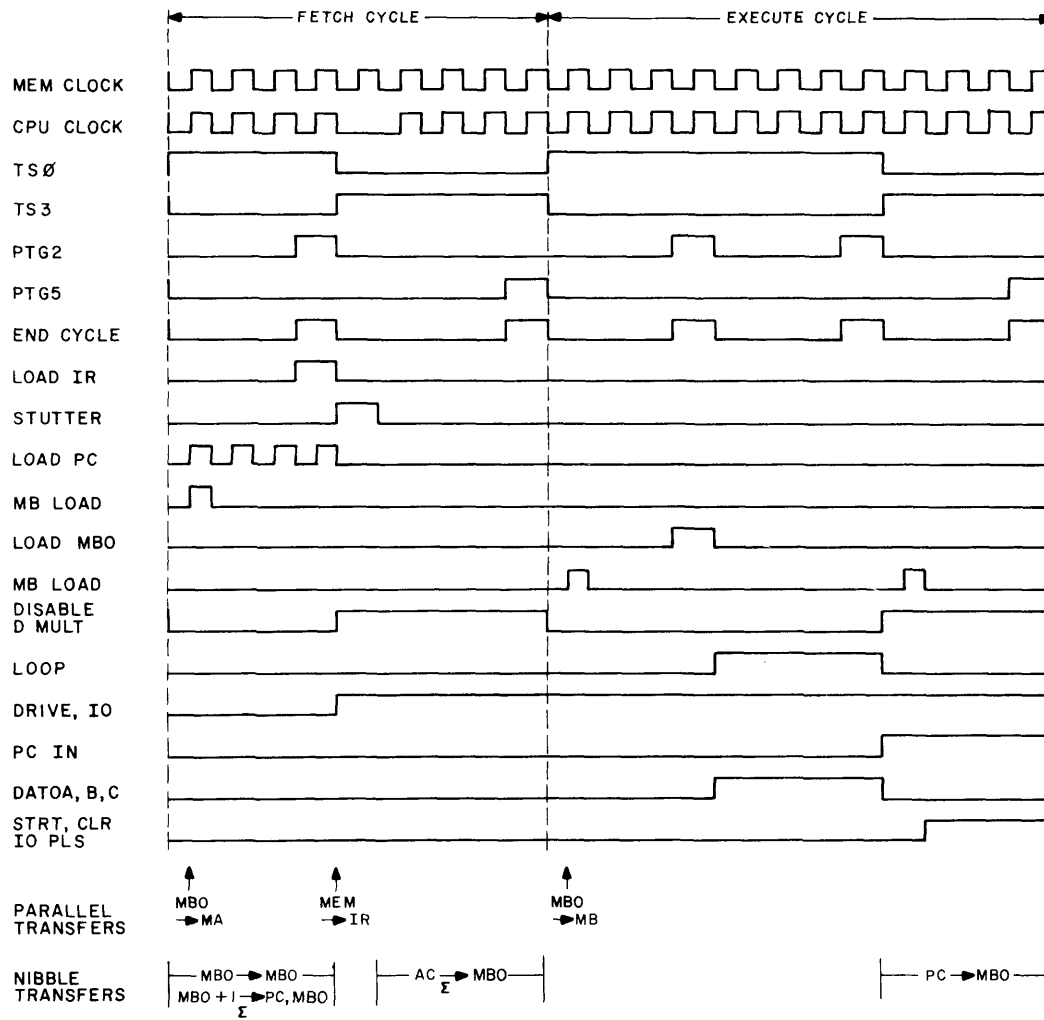 FETCH CYCLE
EXECUTE CYCLE
MEM CLOCK
CPU CLOCK
TSØ
TS3
PTG2
PTG5
END CYCLE
LOAD IR
STUTTER
LOAD PC
MB LOAD
LOAD MBO
MB LOAD
DISABLE
D MULT
LOOP
DRIVE, IO
PC IN
DATOA, B, C
STRT, CLR
IO PLS
PARALLEL
TRANSFERS
MBO
→MA
MEM
→IR
MBO
→MB
NIBBLE
TRANSFERS
MBO→MBO
MBO+1→PC, MBO
Σ
AC→MBO
Σ
PC→MBO